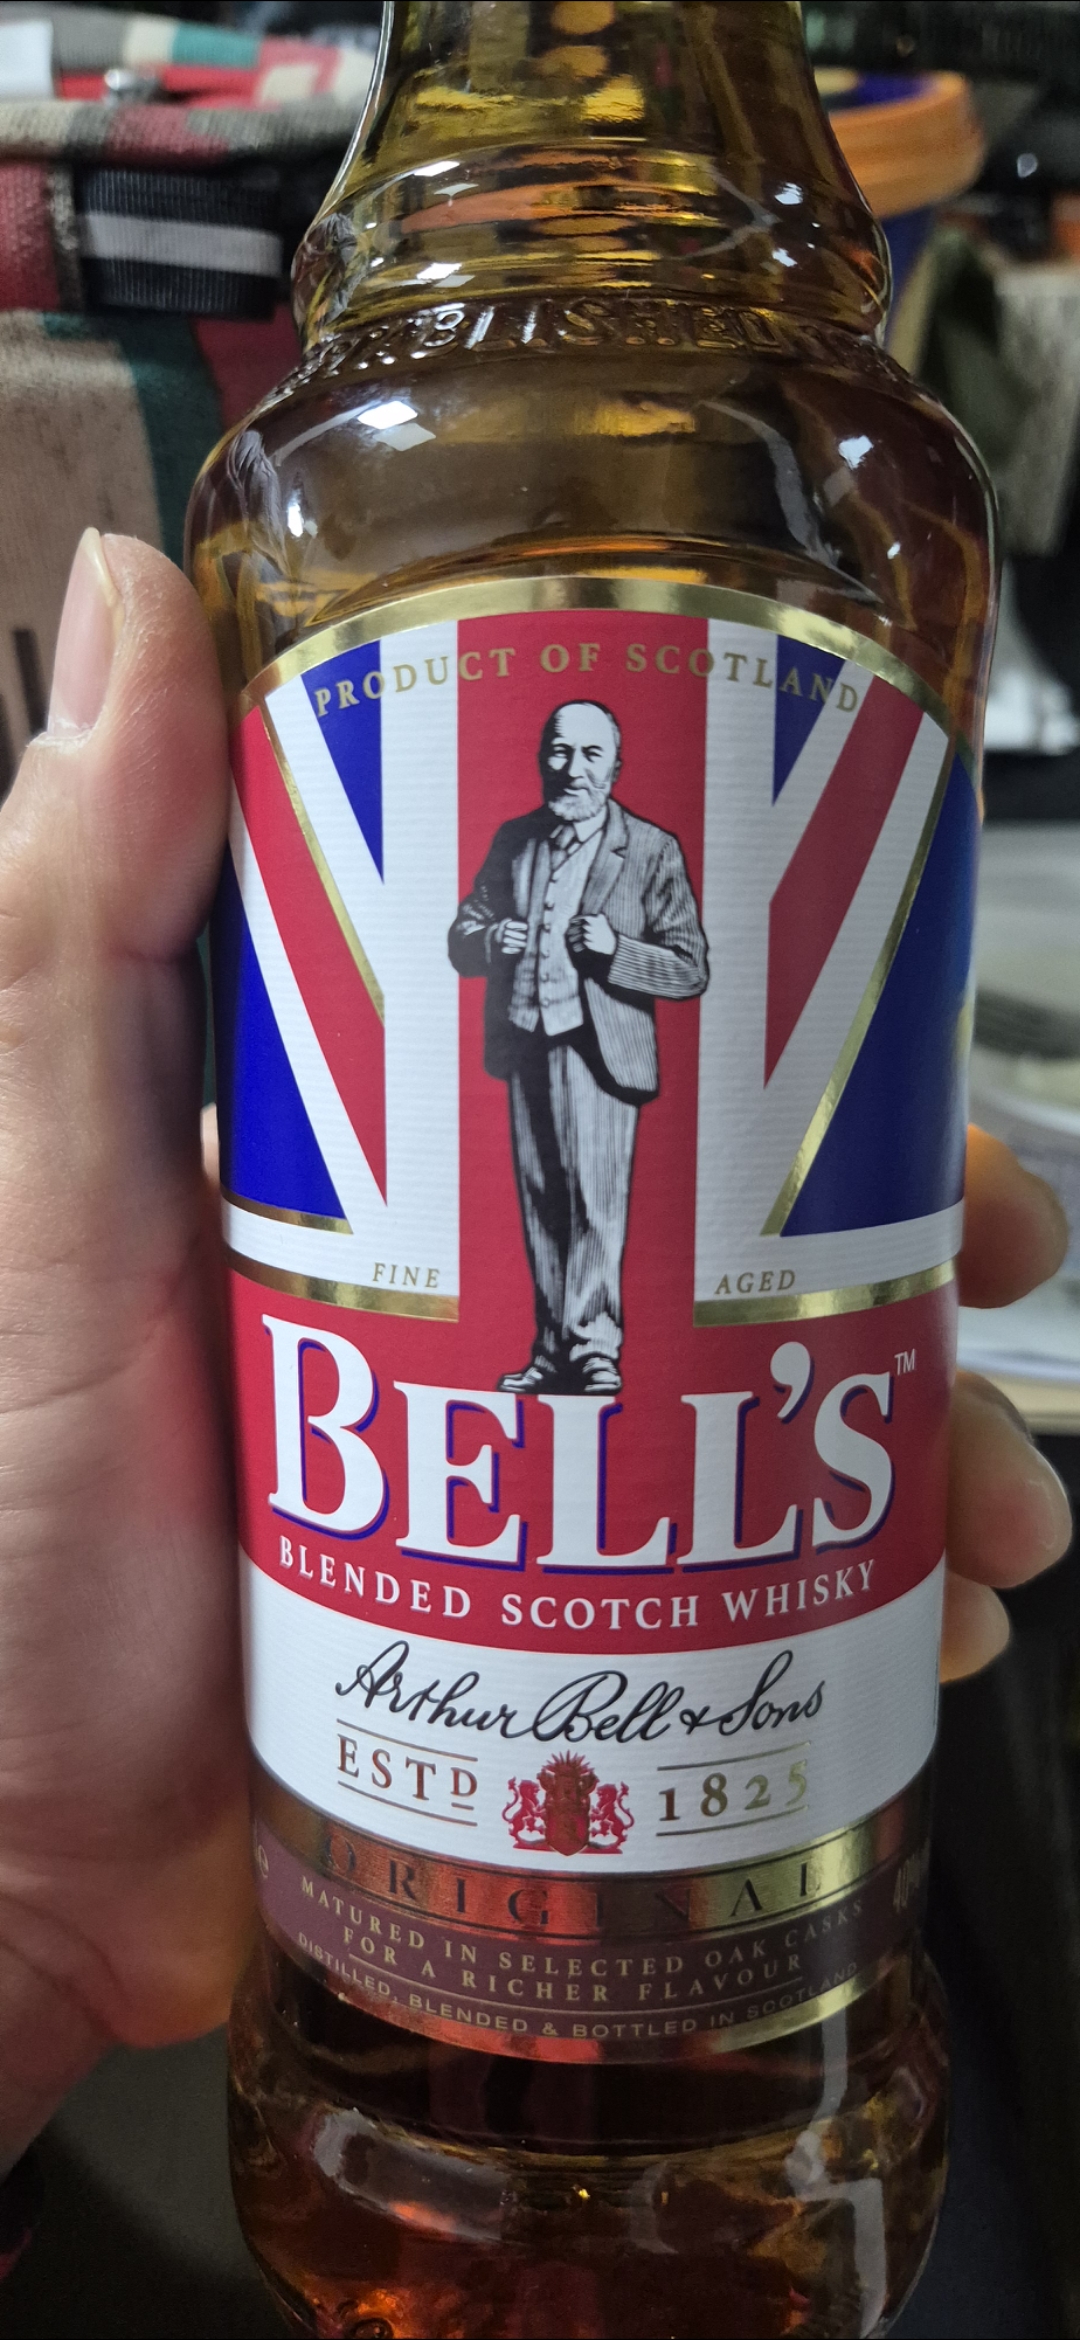 PRODUCT OF SCOTLAND
FINE AGED
BELL'S™
BLENDED SCOTCH WHISKY
Arthur Bell & Sons
ESTD 1825
ORIGINAL
MATURED IN SELECTED OAK CASKS
FOR A RICHER FLAVOUR
DISTILLED, BLENDED & BOTTLED IN SCOTLAND